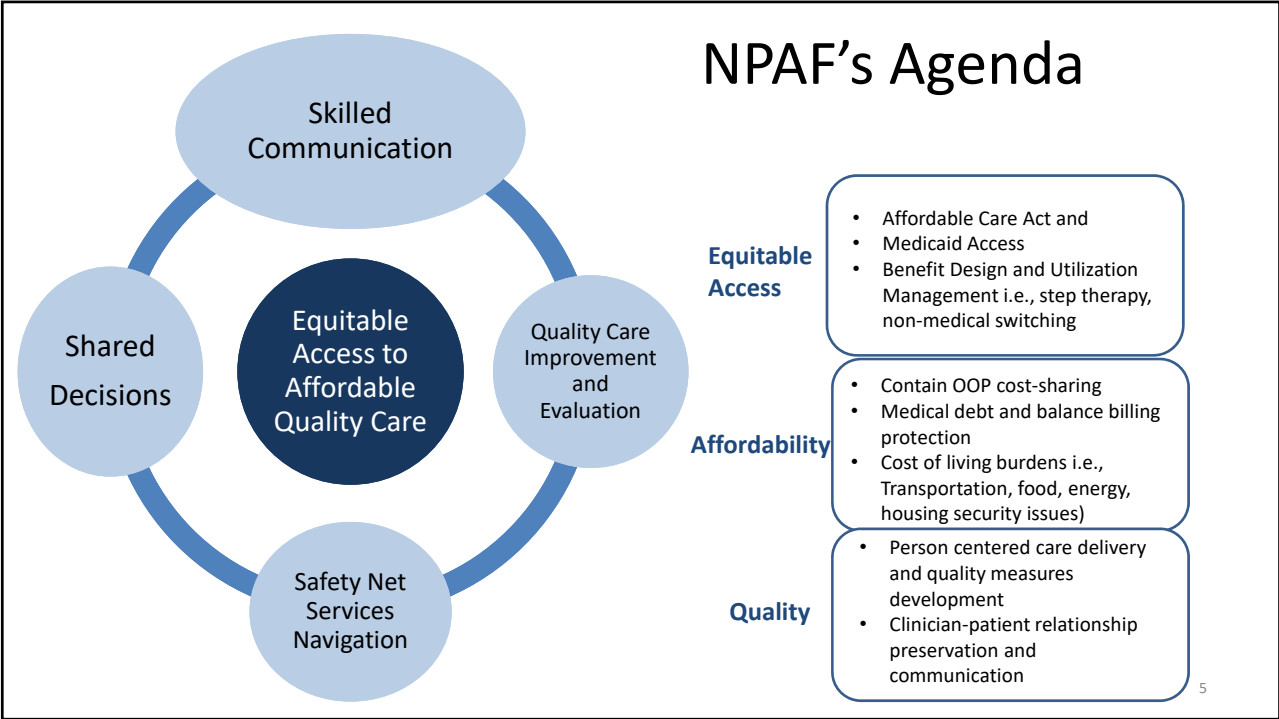 NPAF’s Agenda
Skilled
Communication
Shared
Decisions
Equitable
Access to
Affordable
Quality Care
Quality Care
Improvement
and
Evaluation
Safety Net
Services
Navigation
Equitable
Access
• Affordable Care Act and
• Medicaid Access
• Benefit Design and Utilization
Management i.e., step therapy,
non-medical switching
Affordability
• Contain OOP cost-sharing
• Medical debt and balance billing
protection
• Cost of living burdens i.e.,
Transportation, food, energy,
housing security issues)
Quality
• Person centered care delivery
and quality measures
development
• Clinician-patient relationship
preservation and
communication
5